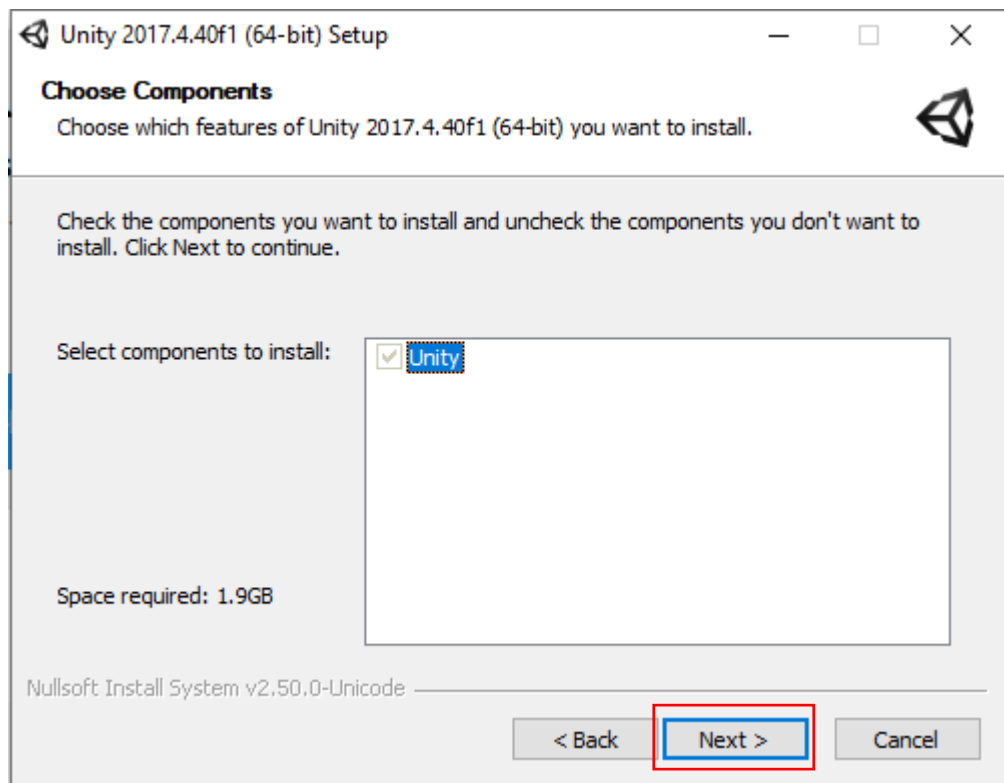 Unity 2017.4.40f1 (64-bit) Setup
Choose Components
Choose which features of Unity 2017.4.40f1 (64-bit) you want to install.
Check the components you want to install and uncheck the components you don't want to
install. Click Next to continue.
Select components to install:
Unity
Space required: 1.9GB
Nullsoft Install System v2.50.0-Unicode
< Back
Next >
Cancel